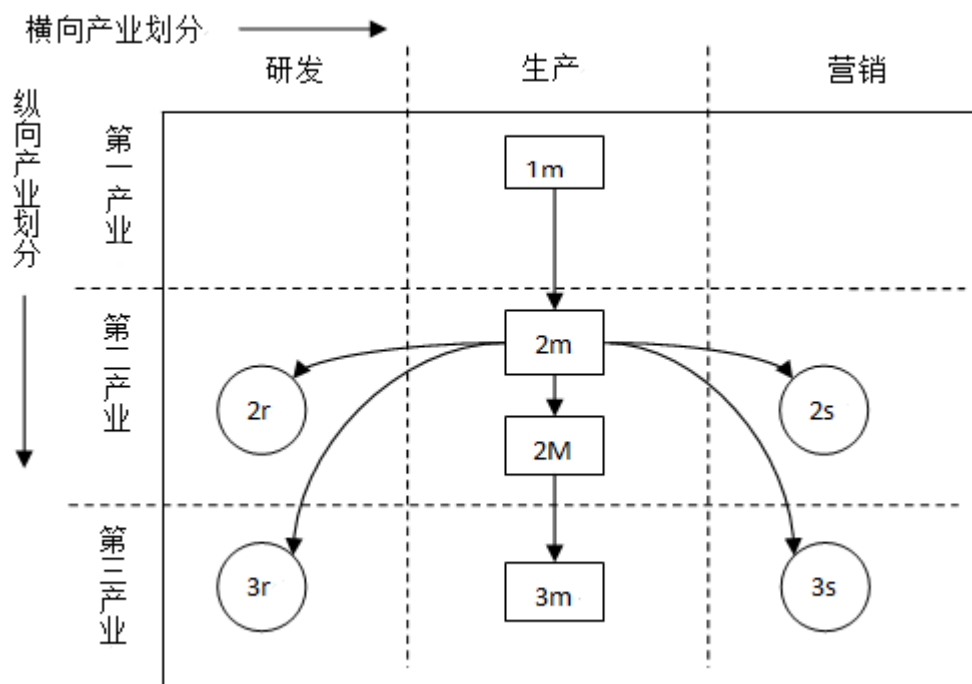 横向产业划分
研发
生产
营销
纵向产业划分
第一产业
1m
第二产业
2m
2r
2s
2M
第三产业
3r
3m
3s